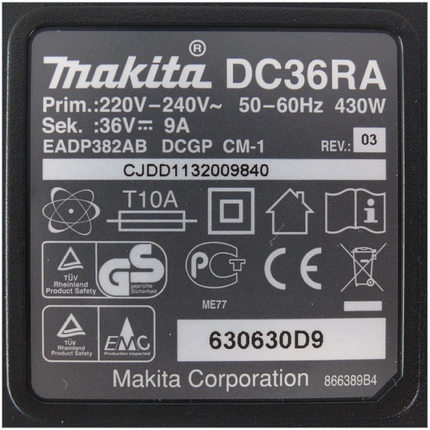 makita® DC36RA
Prim.:220V–240V~ 50–60Hz 430W
Sek. :36V⎓ 9A
EADP382AB DCGP CM-1 REV.: 03
CJDD1132009840
T10A
i
TÜV
Rheinland
Product Safety
GS
geprüfte
Sicherheit
PCT
ME77
CE
TÜV
Rheinland
Product Safety
EMC
Production inspected
630630D9
Makita Corporation 866389B4